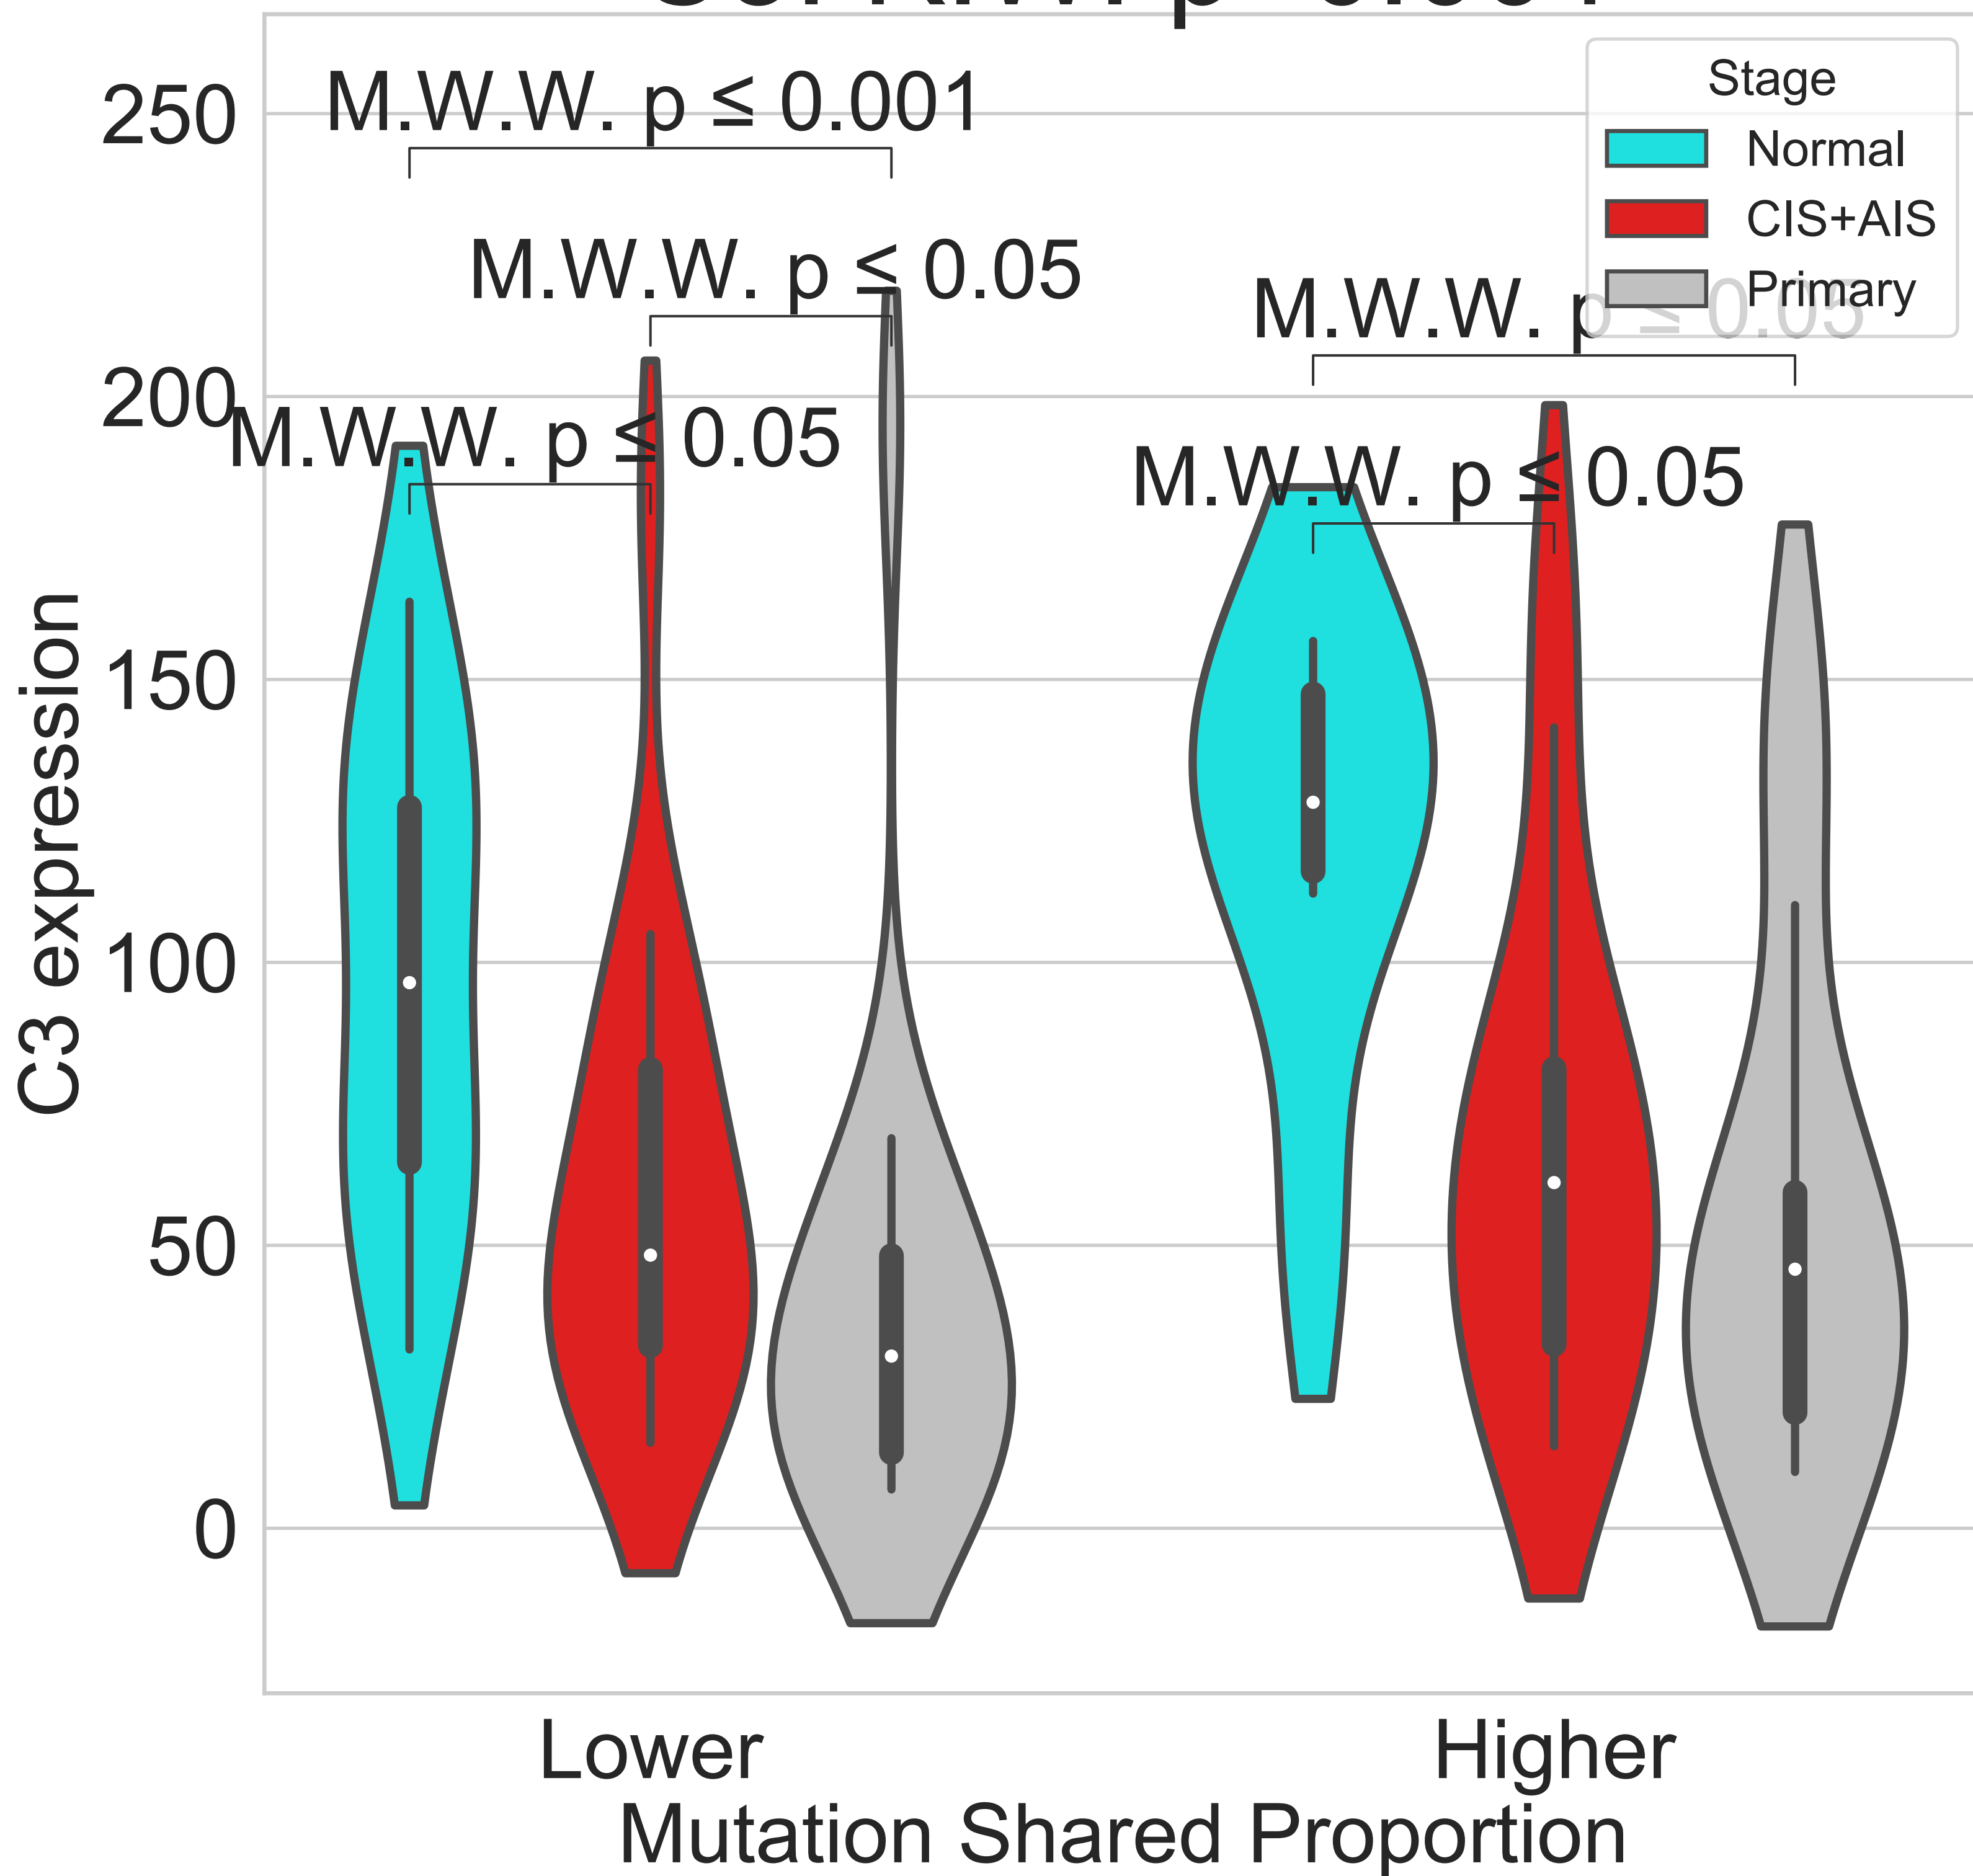 Stage
Normal
CIS+AIS
Primary
M.W.W. p ≤ 0.001
M.W.W. p ≤ 0.05
M.W.W. p ≤ 0.05
M.W.W. p ≤ 0.05
M.W.W. p ≤ 0.05
C3 expression
250
200
150
100
50
0
Lower
Higher
Mutation Shared Proportion